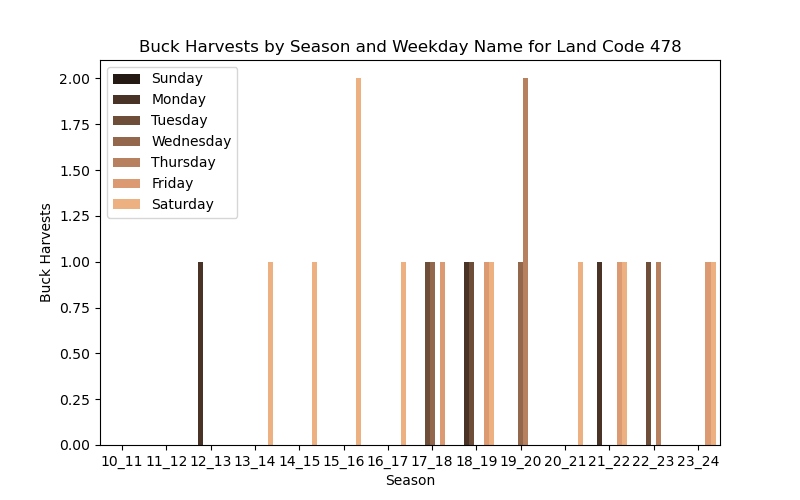 Buck Harvests by Season and Weekday Name for Land Code 478
Sunday
Monday
Tuesday
Wednesday
Thursday
Friday
Saturday
2.00
1.75
1.50
1.25
1.00
0.75
0.50
0.25
0.00
Buck Harvests
10_11 11_12 12_13 13_14 14_15 15_16 16_17 17_18 18_19 19_20 20_21 21_22 22_23 23_24
Season